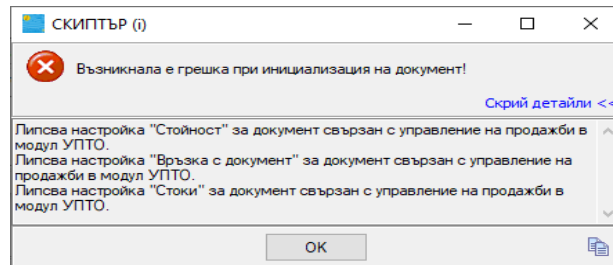 СКИПТЪР (i)
Възникнала е грешка при инициализация на документ!
Скрий детайли <<
Липсва настройка "Стойност" за документ свързан с управление на продажби в
модул УПТО.
Липсва настройка "Връзка с документ" за документ свързан с управление на
продажби в модул УПТО.
Липсва настройка "Стоки" за документ свързан с управление на продажби в
модул УПТО.
OK